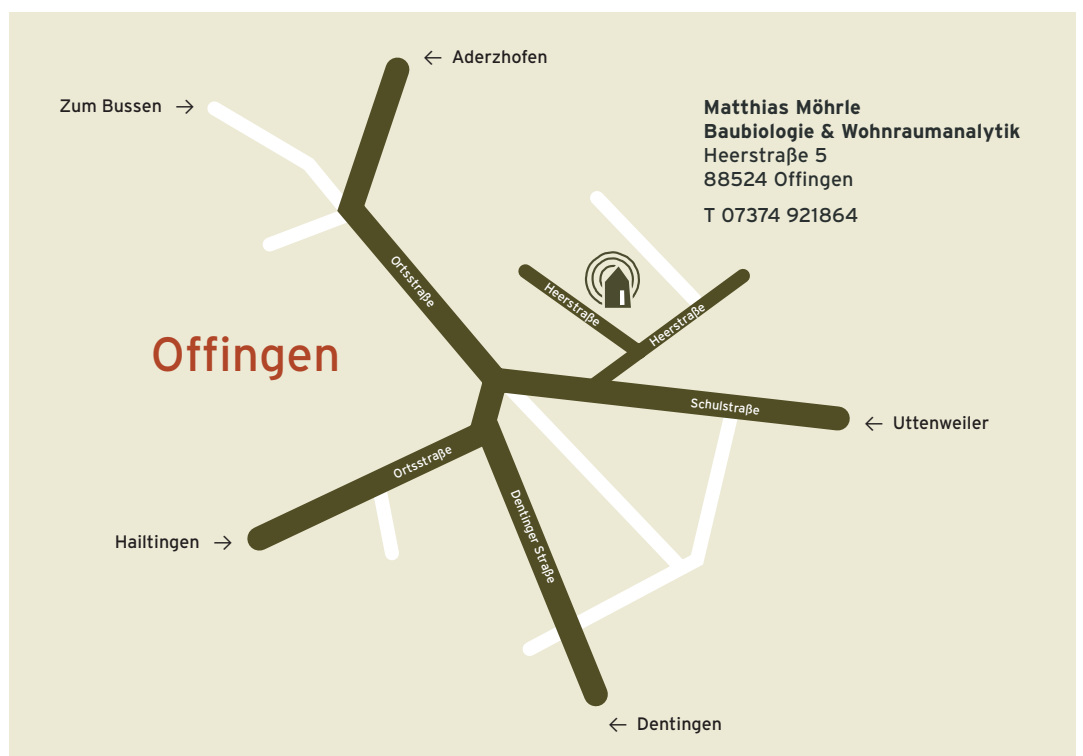 ← Aderzhofen
Zum Bussen →
Matthias Möhrle
Baubiologie & Wohnraumanalytik
Heerstraße 5
88524 Offingen
T 07374 921864
Ortsstraße
Heerstraße
Heerstraße
Offingen
Schulstraße
← Uttenweiler
Ortsstraße
Hailtingen →
Dentinger Straße
← Dentingen